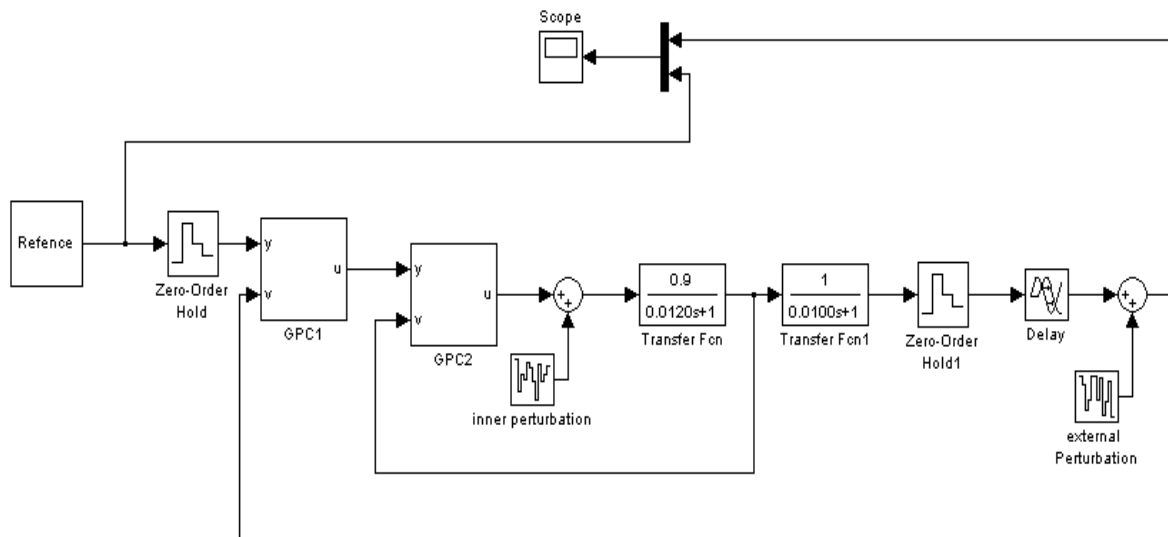 Scope
Refence
Zero-Order
Hold
y
v
u
GPC1
y
v
u
GPC2
+
+
inner perturbation
0.9
0.0120s+1
Transfer Fcn
1
0.0100s+1
Transfer Fcn1
Zero-Order
Hold1
Delay
+
+
external
Perturbation